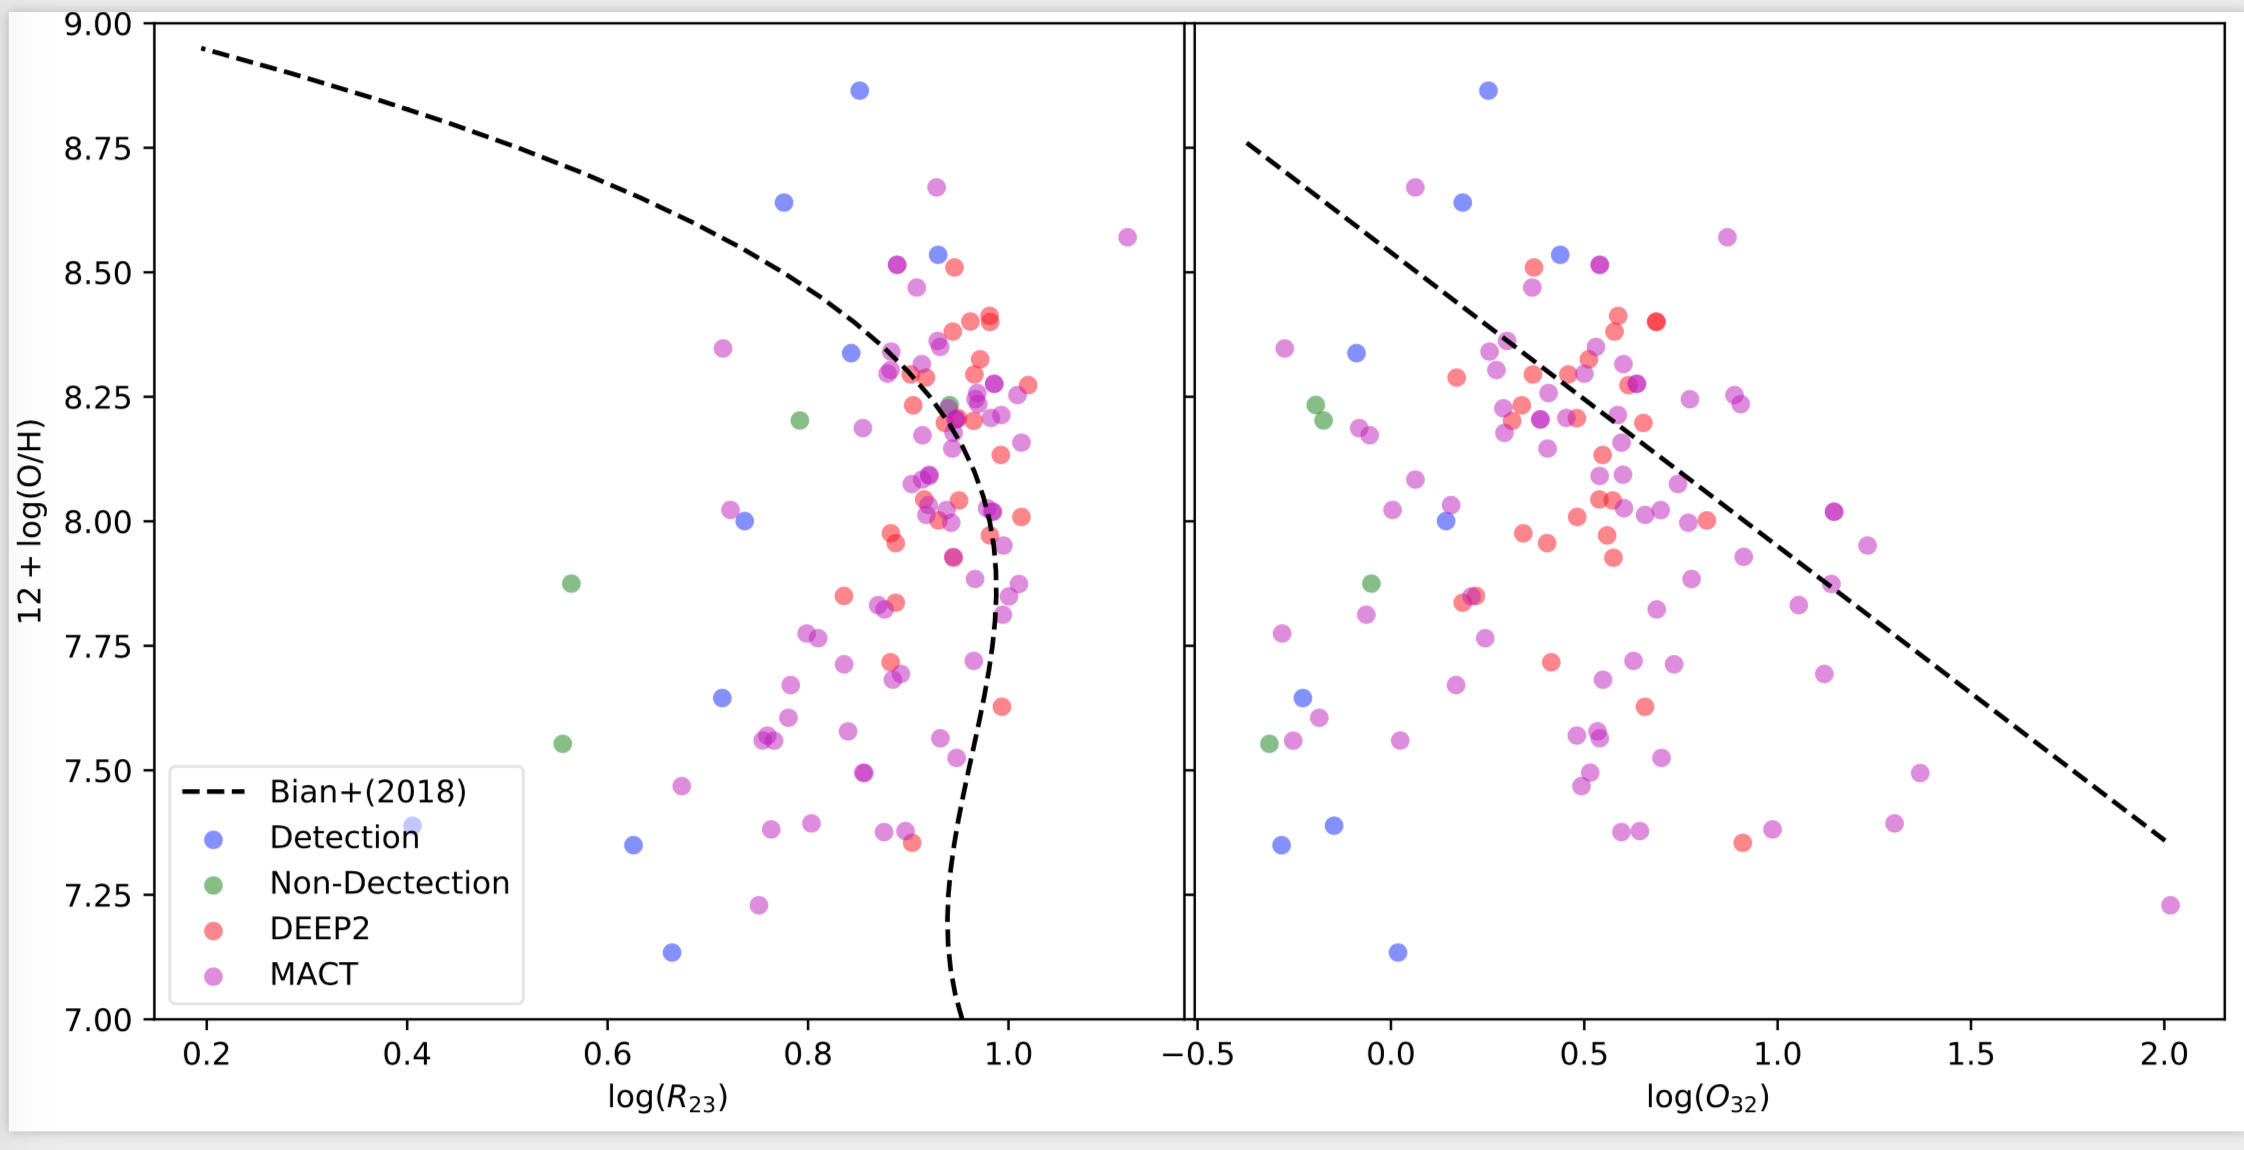 9.00
8.75
8.50
8.25
8.00
7.75
7.50
7.25
7.00
12 + log(O/H)
Bian+(2018)
Detection
Non-Dectection
DEEP2
MACT
0.2 0.4 0.6 0.8 1.0
log(R23)
−0.5 0.0 0.5 1.0 1.5 2.0
log(O32)